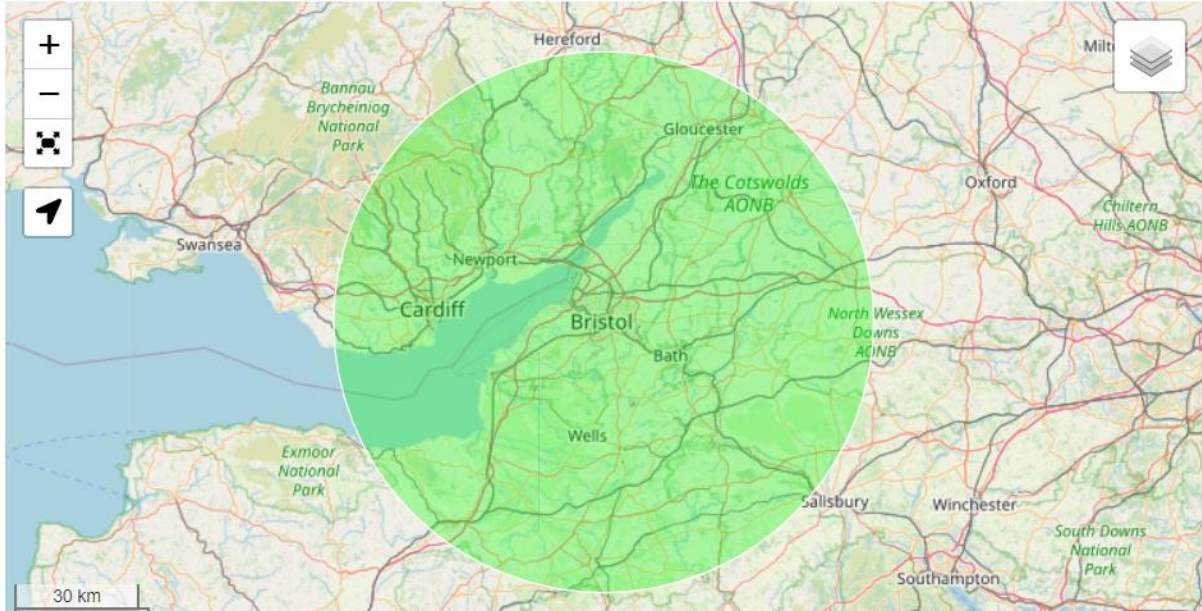 +
−
Hereford
Milt
Bannau
Brycheiniog
National
Park
Gloucester
The Cotswolds
AONB
Oxford
Chiltern
Hills AONB
Swansea
Newport
Cardiff
Bristol
North Wessex
Downs
AONB
Bath
Wells
Exmoor
National
Park
Salisbury
Winchester
South Downs
National
Park
Southampton
30 km